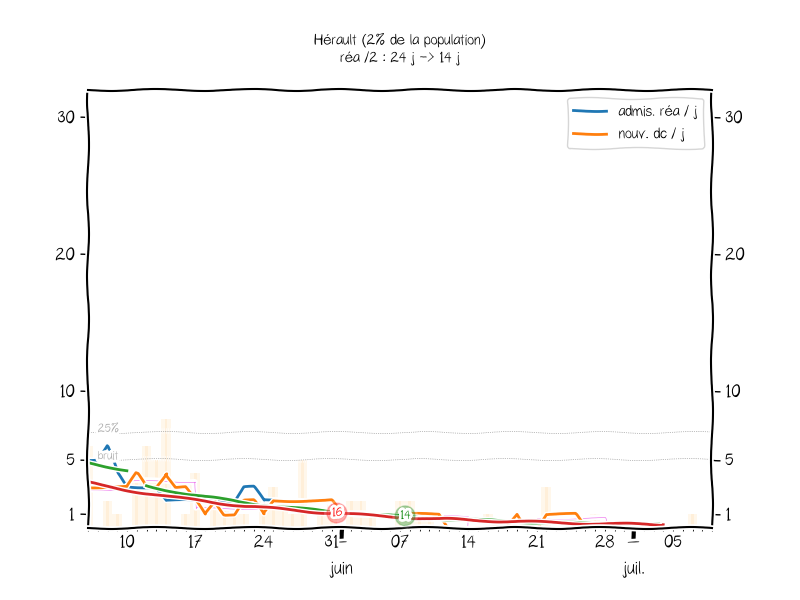 Hérault (2% de la population)
réa /2 : 24 j -> 14 j
admis. réa / j
nouv. dc / j
30 30
20 20
10 10
25%
5 bruit 5
1 16 14 1
10 17 24 31 07 14 21 28 05
juin juil.